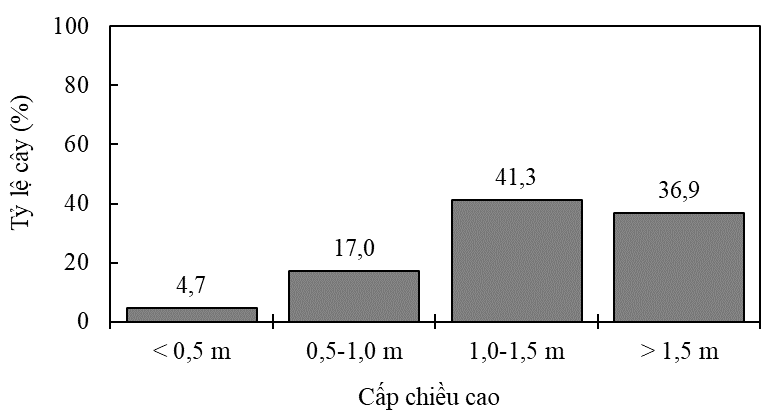 Tỷ lệ cây (%)
100
80
60
40
20
0
4,7
17,0
41,3
36,9
< 0,5 m
0,5-1,0 m
1,0-1,5 m
> 1,5 m
Cấp chiều cao